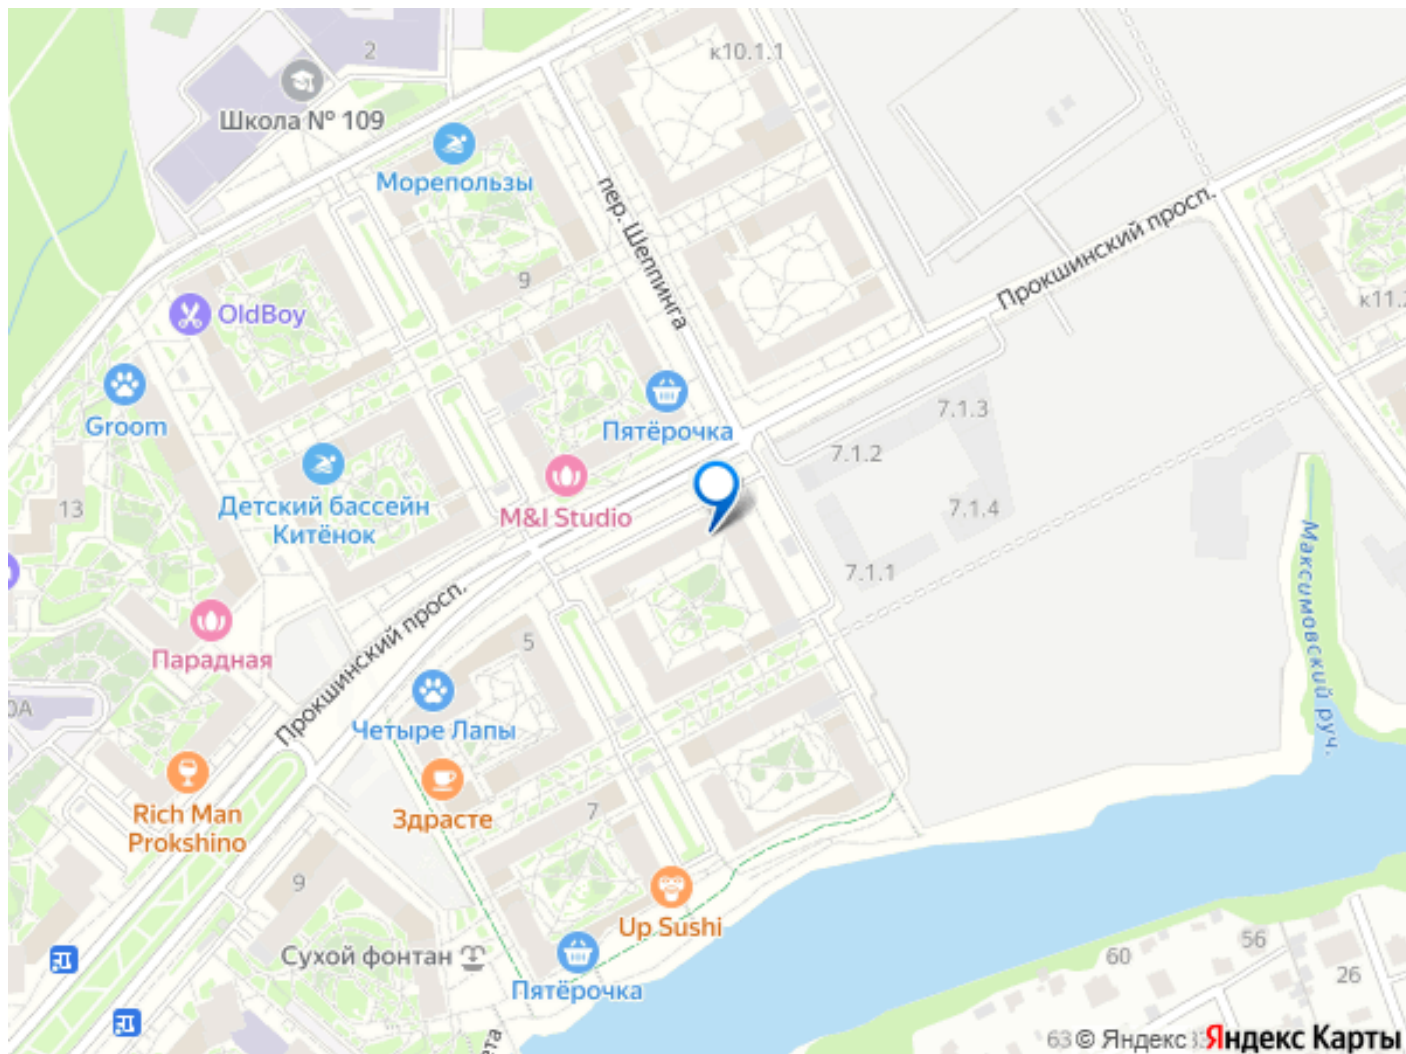 2
к10.1.1
Школа № 109
Морепользы
пер. Шеппинга
Прокшинский просп.
9
OldBoy
к11.2
Groom
Пятёрочка
7.1.3
7.1.2
13
Детский бассейн
Китёнок
M&I Studio
7.1.4
7.1.1
Максимовский руч.
Прокшинский просп.
Парадная
5
0А
Четыре Лапы
Rich Man
Prokshino
Здрасте
7
9
Up Sushi
Сухой фонтан
Пятёрочка
60
56
26
63
© Яндекс
Яндекс Карты